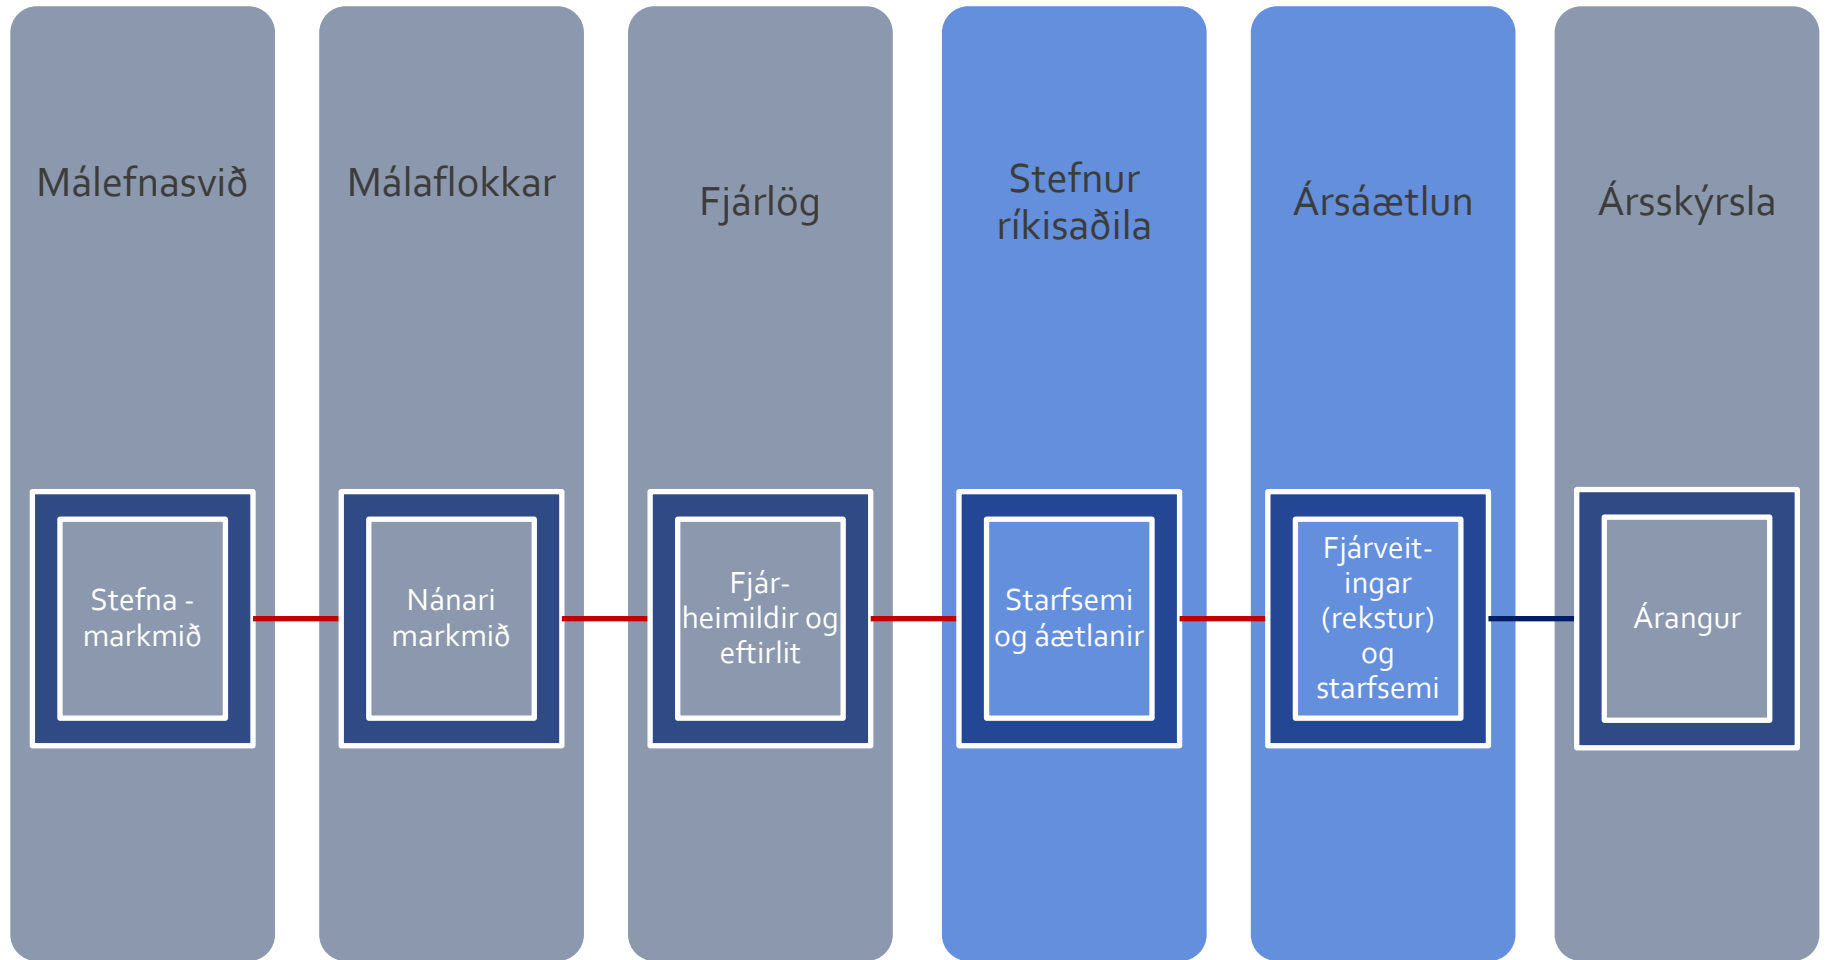 Málefnasvið
Málaflokkar
Fjárlög
Stefnur
ríkisaðila
Ársáætlun
Ársskýrsla
Stefna -
markmið
Nánari
markmið
Fjár-
heimildir og
eftirlit
Starfsemi
og áætlanir
Fjárveit-
ingar
(rekstur)
og
starfsemi
Árangur